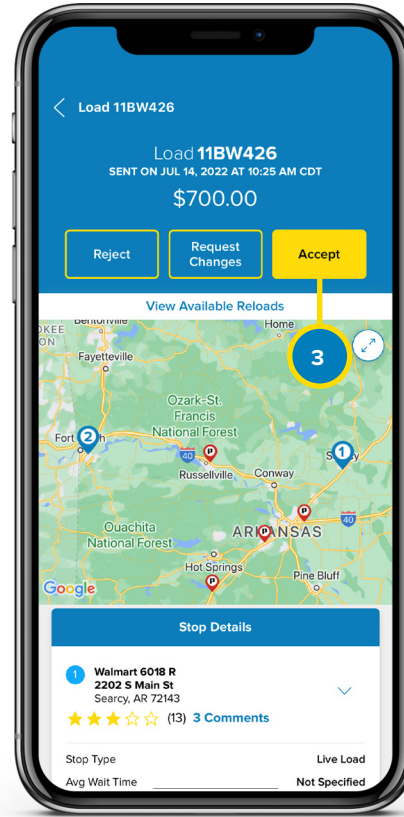 Load 11BW426
Load 11BW426
SENT ON JUL 14, 2022 AT 10:25 AM CDT
$700.00
Reject
Request
Changes
Accept
View Available Reloads
Bentonville
Home
Fayetteville
3
Ozark-St.
Francis
National Forest
Fort
2
h
1
40
P
Russellville
Conway
P
Ouachita
National Forest
ARKANSAS
P
40
Hot Springs
P
Pine Bluff
Google
Stop Details
1
Walmart 6018 R
2202 S Main St
Searcy, AR 72143
(13) 3 Comments
Stop Type Live Load
Avg Wait Time Not Specified